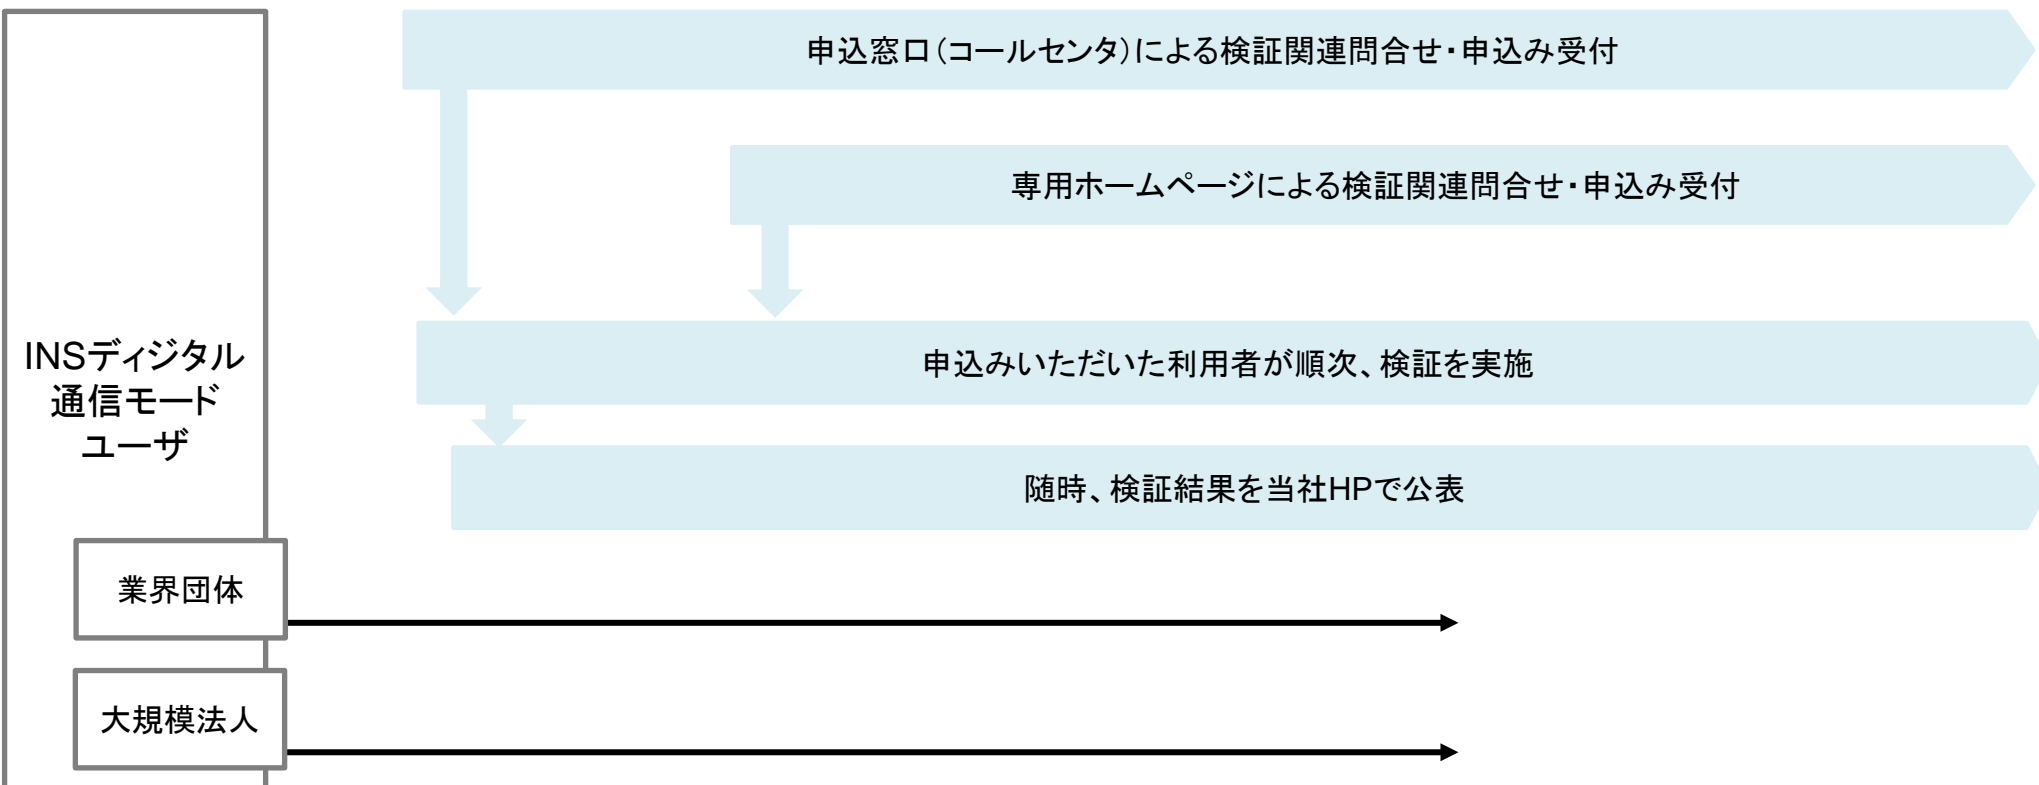 申込窓口（コールセンタ）による検証関連問合せ・申込み受付
専用ホームページによる検証関連問合せ・申込み受付
INSディジタル
通信モード
ユーザ
申込みいただいた利用者が順次、検証を実施
随時、検証結果を当社HPで公表
業界団体
大規模法人